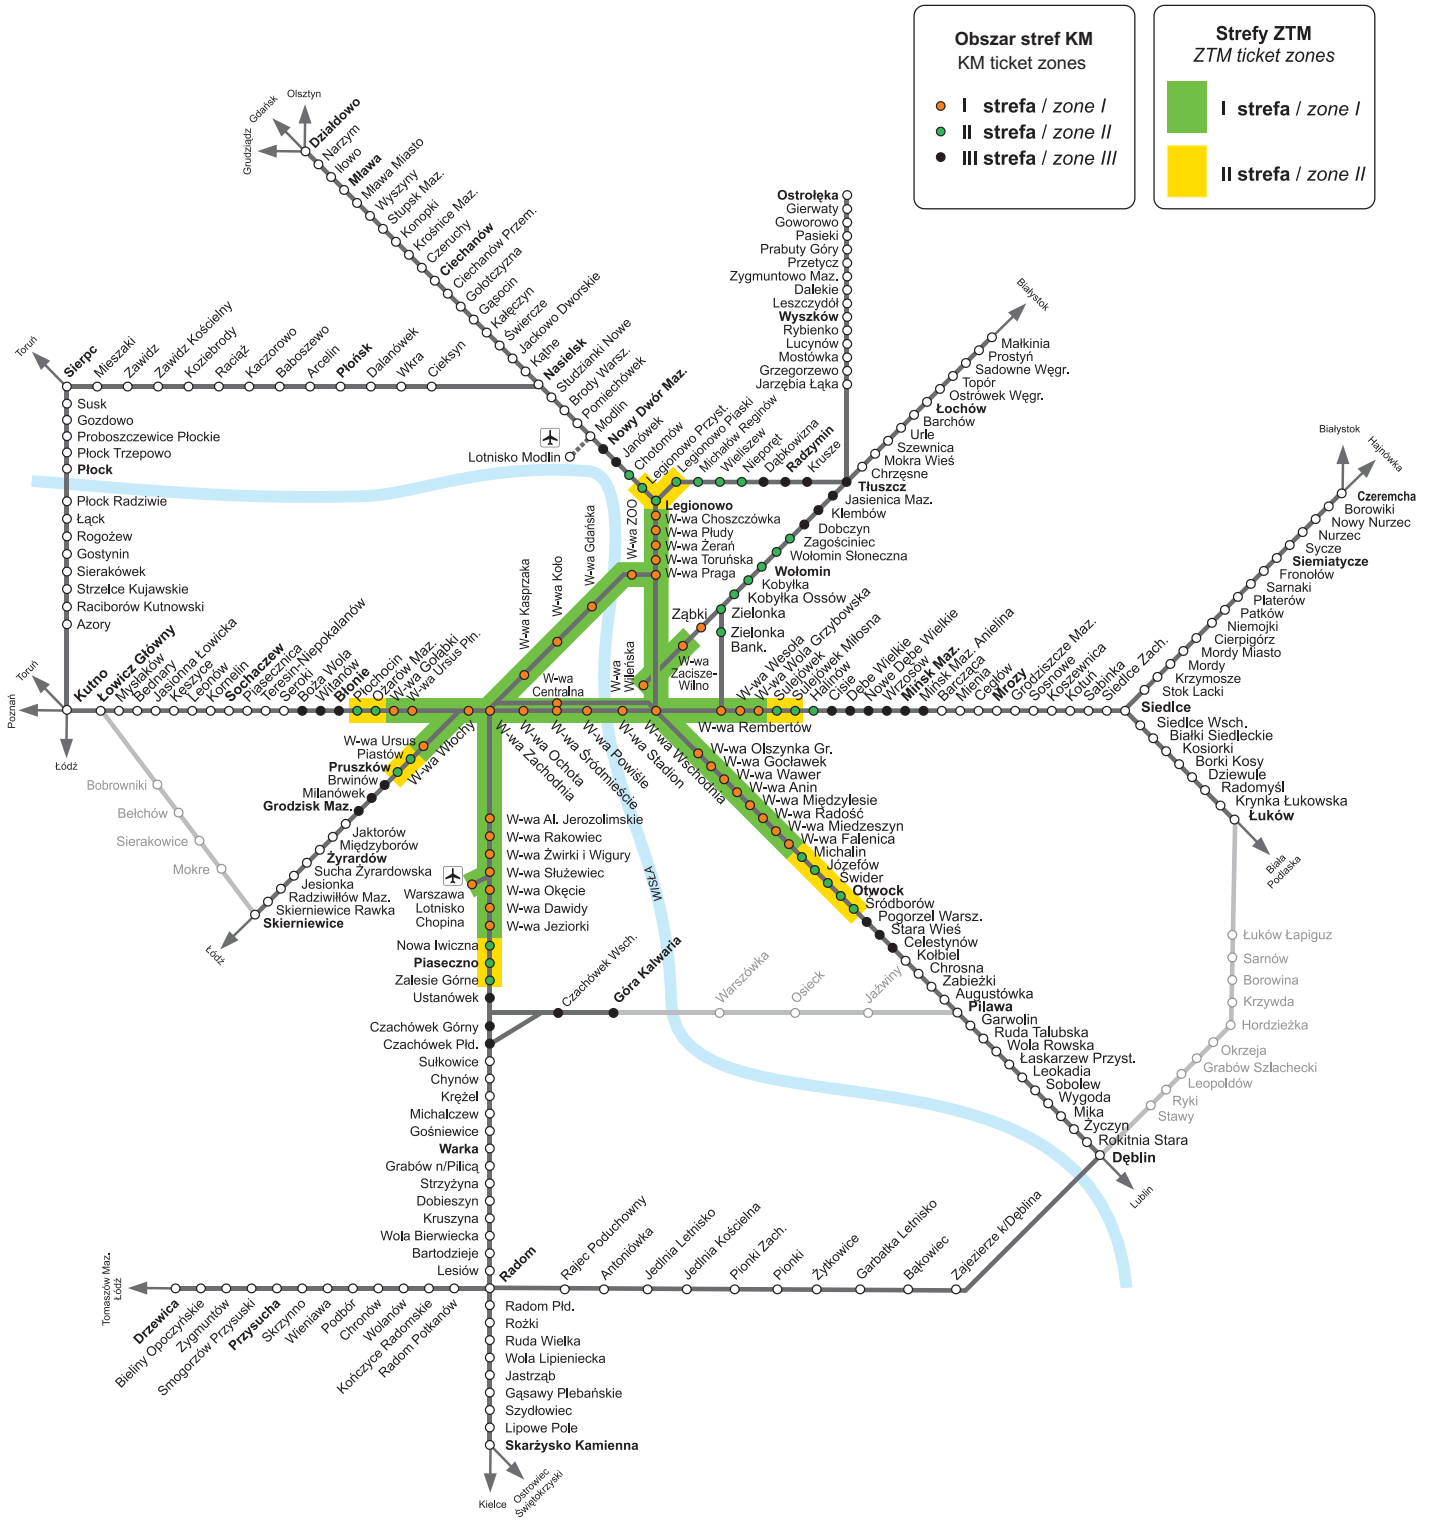 Obszar stref KM
KM ticket zones
I strefa / zone I
II strefa / zone II
III strefa / zone III
Strefy ZTM
ZTM ticket zones
I strefa / zone I
II strefa / zone II
Gdańsk
Olsztyn
Grudziądz
Działdowo
Narzym
Iłowo
Mława
Mława Miasto
Wyszyny
Stupsk Maz.
Konopki
Krośnice Maz.
Czeruchy
Ciechanów
Ciechanów Przem.
Gołotczyzna
Gąsocin
Kałęczyn
Świercze
Jackowo Dworskie
Kątne
Nasielsk
Studzianki Nowe
Brody Warsz.
Pomiechówek
Modlin
Lotnisko Modlin
Nowy Dwór Maz.
Janówek
Chotomów
Legionowo Przyst.
Legionowo Piaski
Michałów Reginów
Wieliszew
Nieporęt
Dąbkowizna
Radzymin
Krusze
Toruń
Sierpc
Mieszaki
Zawidz
Zawidz Kościelny
Koziebrody
Raciąż
Kaczorowo
Baboszewo
Arcelin
Płońsk
Dalanówek
Wkra
Cieksyn
Susk
Gozdowo
Proboszczewice Płockie
Płock Trzepowo
Płock
Płock Radziwie
Łąck
Rogożew
Gostynin
Sierakówek
Strzelce Kujawskie
Raciborów Kutnowski
Azory
Ostrołęka
Gierwaty
Goworowo
Pasieki
Prabuty Góry
Przetycz
Zygmuntowo Maz.
Dalekie
Leszczydół
Wyszków
Rybienko
Lucynów
Mostówka
Grzegorzewo
Jarzębia Łąka
Białystok
Małkinia
Prostyń
Sadowne Węgr.
Topór
Ostrówek Węgr.
Łochów
Barchów
Urle
Szewnica
Mokra Wieś
Chrzęsne
Tłuszcz
Jasienica Maz.
Klembów
Dobczyn
Zagościniec
Wołomin Słoneczna
Wołomin
Kobyłka
Kobyłka Ossów
Zielonka
Zielonka
Bank.
Ząbki
W-wa
Zacisze-
Wilno
W-wa
Wileńska
Legionowo
W-wa Choszczówka
W-wa Płudy
W-wa Żerań
W-wa Toruńska
W-wa Praga
W-wa ZOO
W-wa Gdańska
W-wa Koło
W-wa Kasprzaka
Białystok
Hajnówka
Czeremcha
Borowiki
Nowy Nurzec
Nurzec
Sycze
Siemiatycze
Fronołów
Sarnaki
Platerów
Patków
Niemojki
Cierpigórz
Mordy Miasto
Mordy
Krzymosze
Stok Lacki
Siedlce
Toruń
Poznań
Łódź
Kutno
Łowicz Główny
Mysłaków
Bednary
Jasionna Łowicka
Kęszyce
Leonów
Kornelin
Sochaczew
Piasecznica
Teresin-Niepokalanów
Seroki
Boża Wola
Witanów
Błonie
Płochocin
Ożarów Maz.
W-wa Gołąbki
W-wa Ursus Płn.
W-wa
Centralna
W-wa Włochy
W-wa Zachodnia
W-wa Ochota
W-wa Śródmieście
W-wa Powiśle
W-wa Stadion
W-wa Wschodnia
W-wa Rembertów
W-wa Wesoła
W-wa Wola Grzybowska
Sulejówek
Sulejówek Miłosna
Halinów
Cisie
Dębe Wielkie
Nowe Dębe Wielkie
Wrzosów
Mińsk Maz.
Mińsk Maz. Anielina
Barcząca
Mienia
Cegłów
Mrozy
Grodziszcze Maz.
Sosnowe
Koszewnica
Kotuń
Sabinka
Siedlce Zach.
Siedlce Wsch.
Białki Siedleckie
Kosiorki
Borki Kosy
Dziewule
Radomyśl
Krynka Łukowska
Łuków
Biała
Podlaska
Bobrowniki
Bełchów
Sierakowice
Mokre
W-wa Ursus
Piastów
Pruszków
Brwinów
Milanówek
Grodzisk Maz.
Jaktorów
Międzyborów
Żyrardów
Sucha Żyrardowska
Jesionka
Radziwiłłów Maz.
Skierniewice Rawka
Skierniewice
Łódź
W-wa Al. Jerozolimskie
W-wa Rakowiec
W-wa Żwirki i Wigury
W-wa Służewiec
W-wa Okęcie
W-wa Dawidy
W-wa Jeziorki
Warszawa
Lotnisko
Chopina
Nowa Iwiczna
Piaseczno
Zalesie Górne
Ustanówek
Czachówek Górny
Czachówek Płd.
Czachówek Wsch.
Góra Kalwaria
Warszówka
Osieck
Jaźwiny
WISŁA
W-wa Olszynka Gr.
W-wa Gocławek
W-wa Wawer
W-wa Anin
W-wa Międzylesie
W-wa Radość
W-wa Miedzeszyn
W-wa Falenica
Michalin
Józefów
Świder
Otwock
Śródborów
Pogorzel Warsz.
Stara Wieś
Celestynów
Kołbiel
Chrosna
Zabieżki
Augustówka
Pilawa
Garwolin
Ruda Talubska
Wola Rowska
Łaskarzew Przyst.
Leokadia
Sobolew
Wygoda
Mika
Życzyn
Rokitnia Stara
Dęblin
Lublin
Łuków Łapiguz
Sarnów
Borowina
Krzywda
Hordzieżka
Okrzeja
Grabów Szlachecki
Leopoldów
Ryki
Stawy
Sułkowice
Chynów
Krężel
Michalczew
Gośniewice
Warka
Grabów n/Pilicą
Strzyżyna
Dobieszyn
Kruszyna
Wola Bierwiecka
Bartodzieje
Lesiów
Radom
Rajec Poduchowny
Antoniówka
Jedlnia Letnisko
Jedlnia Kościelna
Pionki Zach.
Pionki
Żytkowice
Garbatka Letnisko
Bąkowiec
Zajezierze k/Dęblina
Tomaszów Maz.
Łódź
Drzewica
Bieliny Opoczyńskie
Zygmuntów
Smogorzów Przysuski
Przysucha
Skrzynno
Wieniawa
Podbór
Chronów
Wolanów
Kończyce Radomskie
Radom Potkanów
Radom Płd.
Rożki
Ruda Wielka
Wola Lipieniecka
Jastrząb
Gąsawy Plebańskie
Szydłowiec
Lipowe Pole
Skarżysko Kamienna
Kielce
Ostrowiec
Świętokrzyski